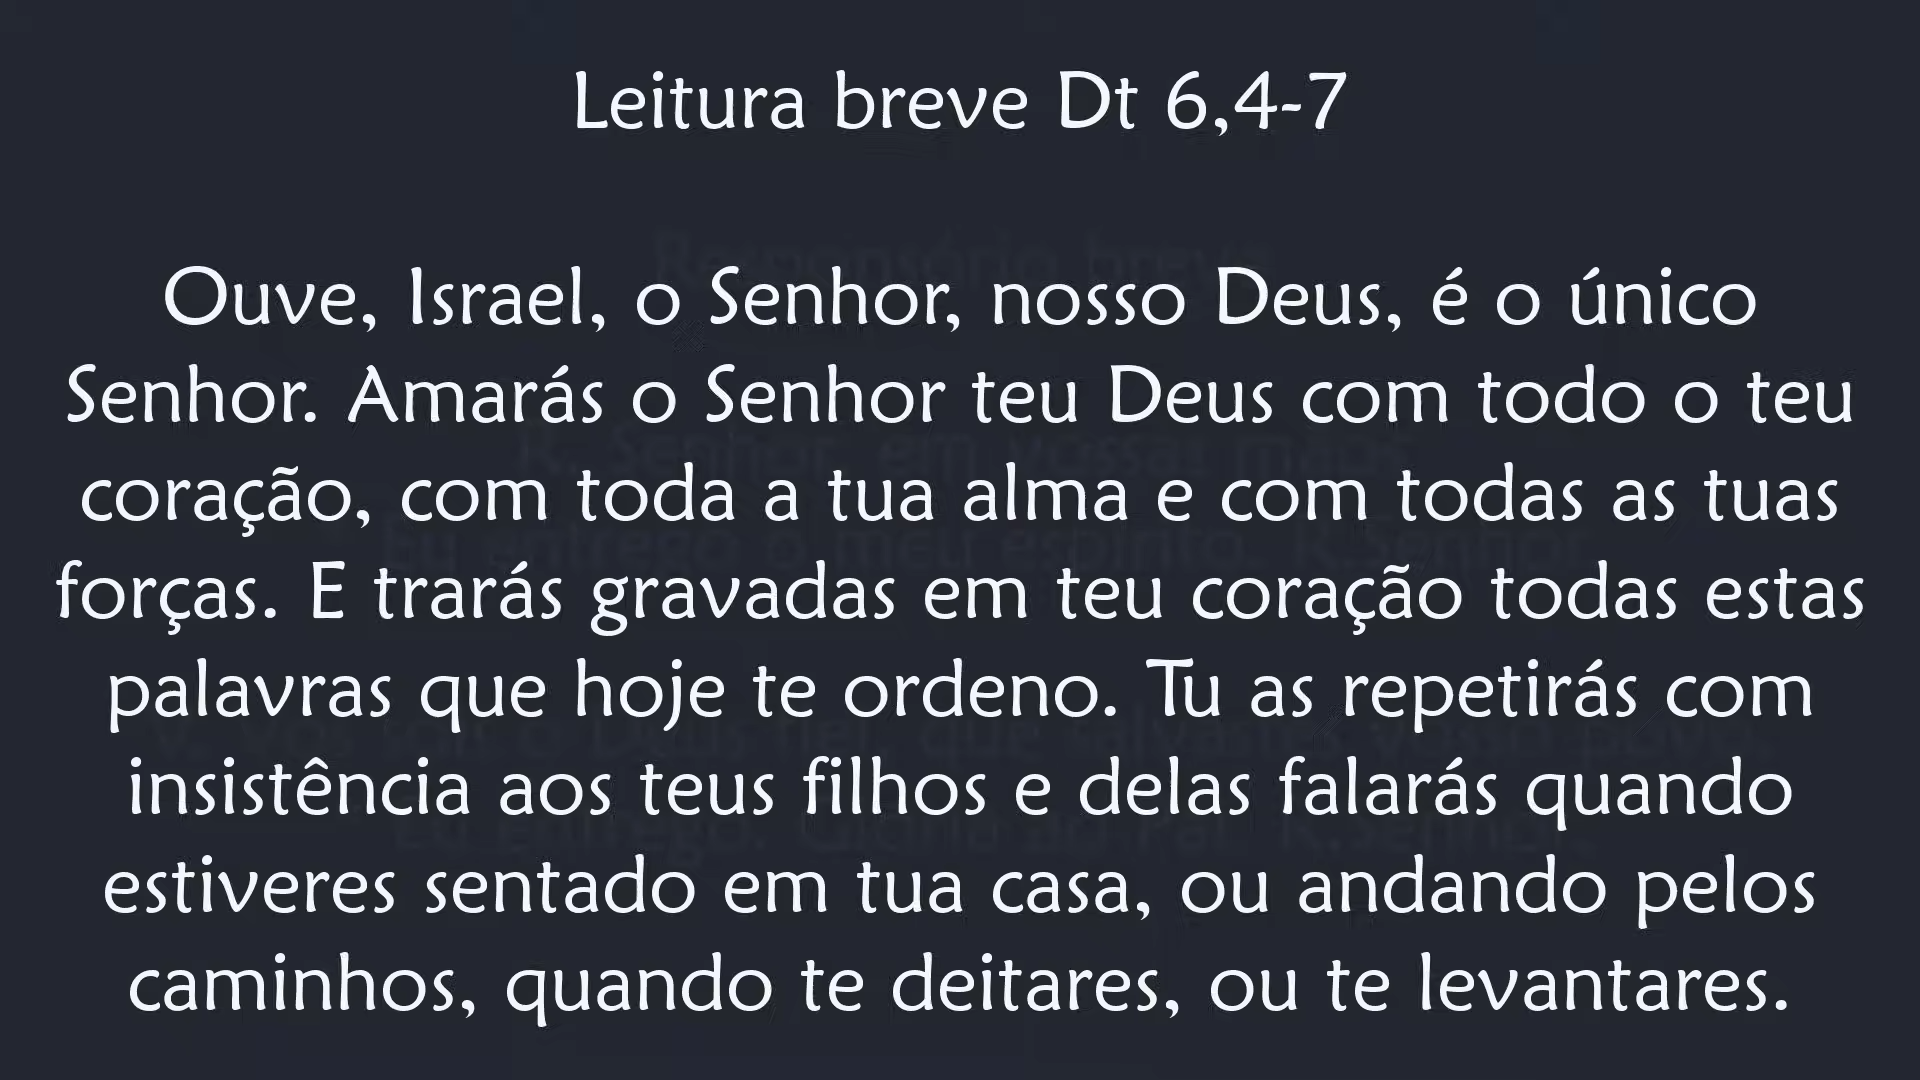 Leitura breve Dt 6,4-7
Ouve, Israel, o Senhor, nosso Deus, é o único
Senhor. Amarás o Senhor teu Deus com todo o teu
coração, com toda a tua alma e com todas as tuas
forças. E trarás gravadas em teu coração todas estas
palavras que hoje te ordeno. Tu as repetirás com
insistência aos teus filhos e delas falarás quando
estiveres sentado em tua casa, ou andando pelos
caminhos, quando te deitares, ou te levantares.